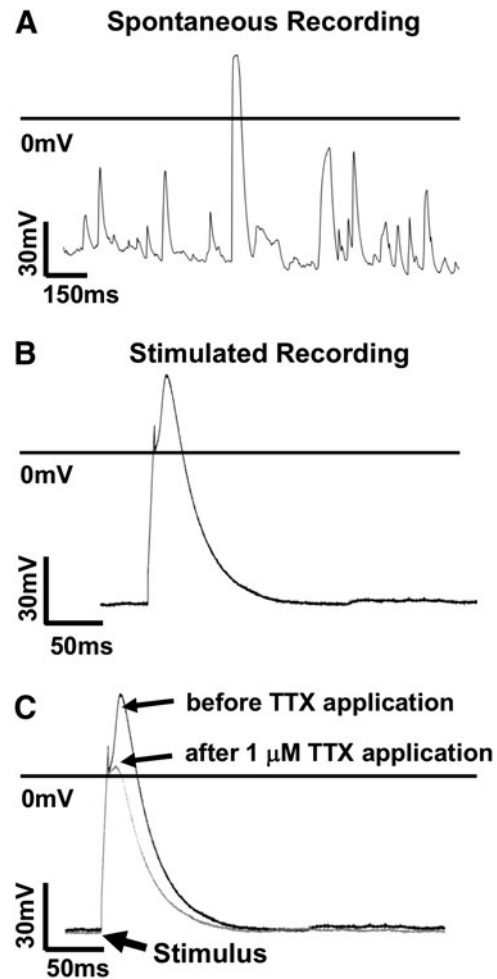 A
Spontaneous Recording
0mV
30mV
150ms
B
Stimulated Recording
0mV
30mV
50ms
C
before TTX application
after 1 μM TTX application
0mV
30mV
Stimulus
50ms